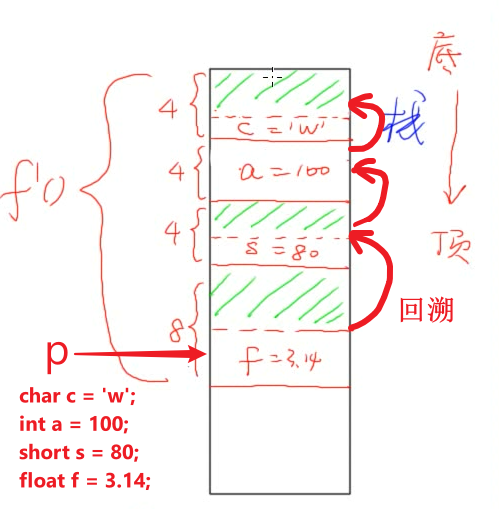 底
栈
顶
f()
4
c = 'w'
4
a = 100
4
s = 80
8
f = 3.14
回溯
p
char c = 'w';
int a = 100;
short s = 80;
float f = 3.14;